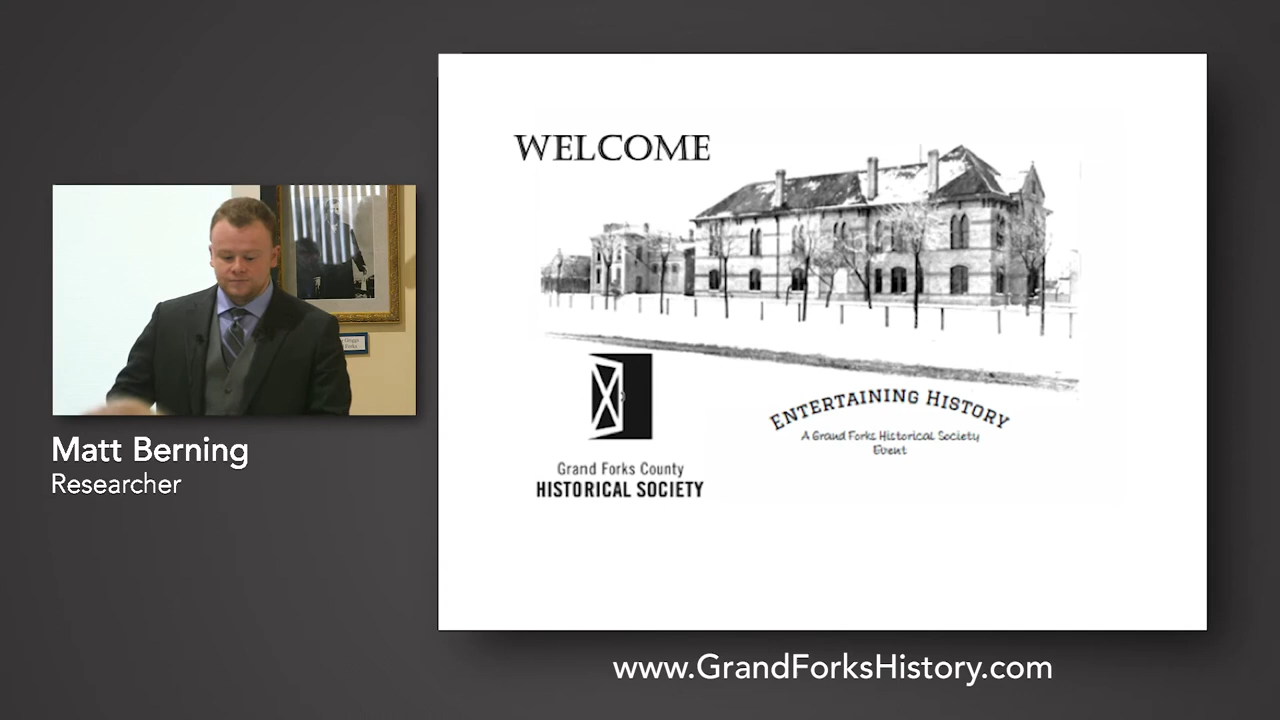 WELCOME
ENTERTAINING HISTORY
A Grand Forks Historical Society
Event
Grand Forks County
HISTORICAL SOCIETY
Matt Berning
Researcher
www.GrandForksHistory.com